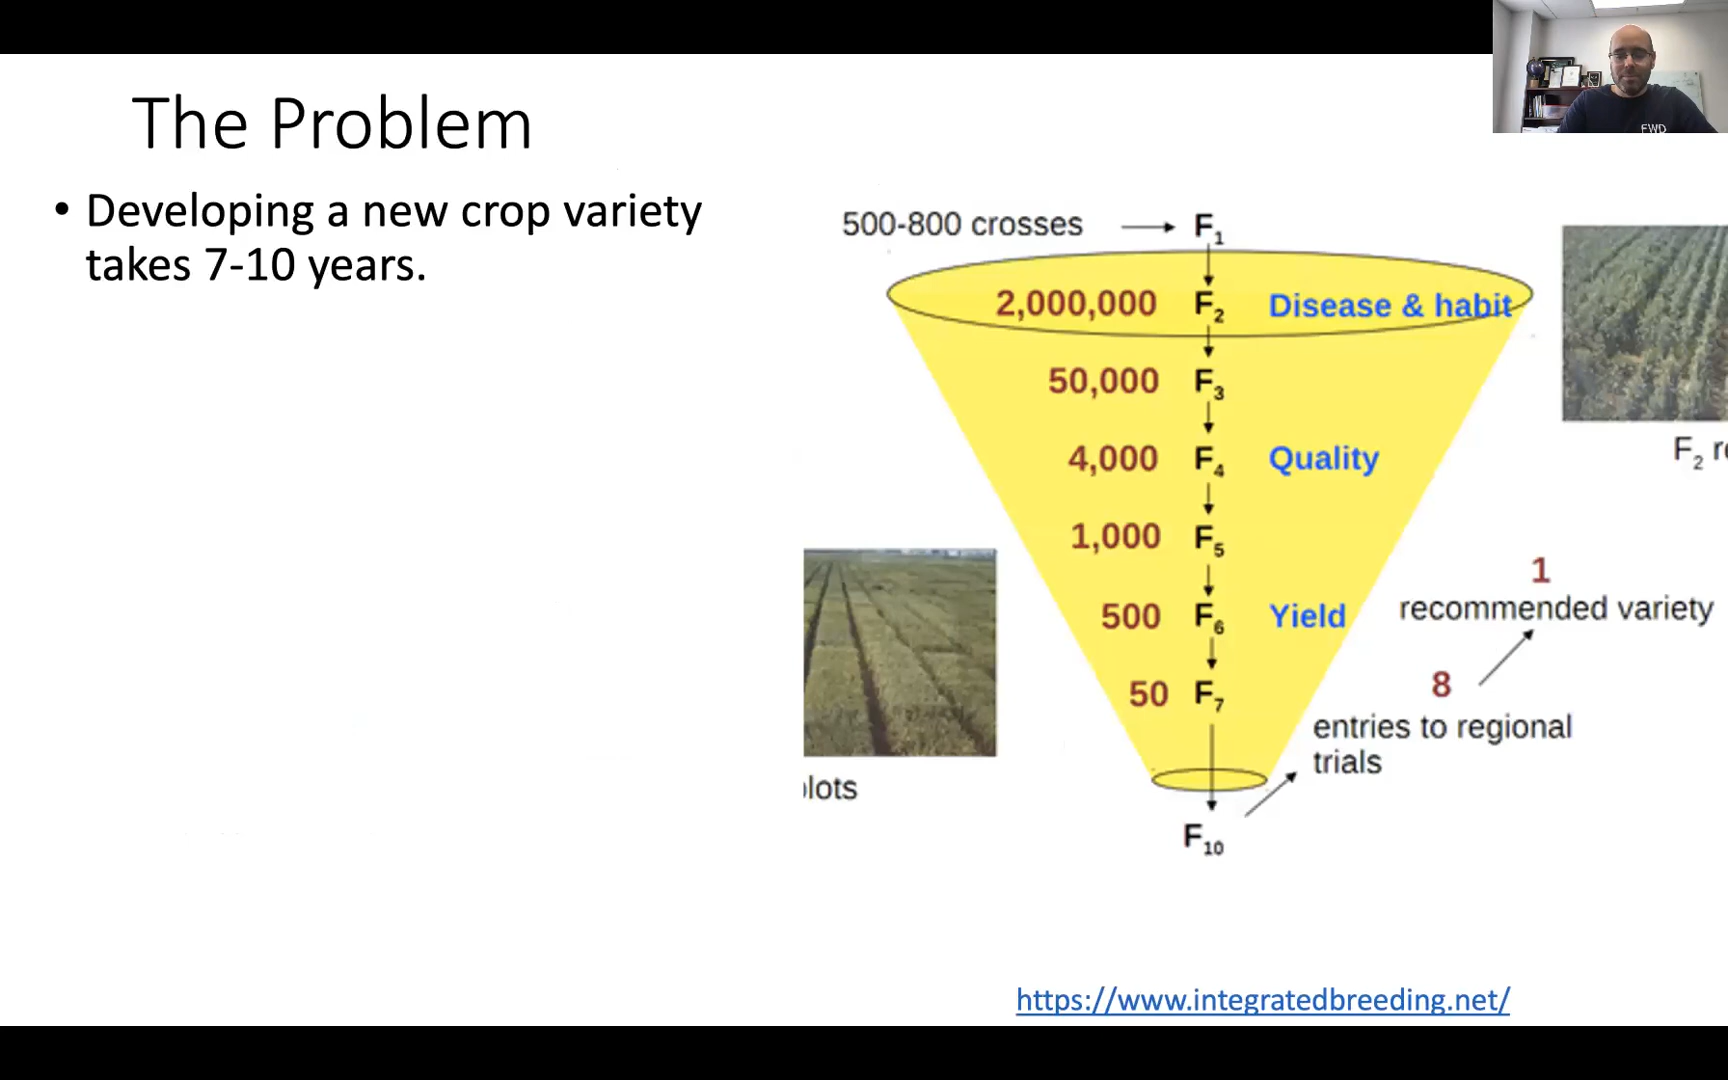 The Problem
• Developing a new crop variety
takes 7-10 years.
500-800 crosses → F1
2,000,000 F2 Disease & habit
50,000 F3
4,000 F4 Quality
1,000 F5
500 F6 Yield
50 F7
F10
8
entries to regional
trials
1
recommended variety
F2
lots
https://www.integratedbreeding.net/
FWD